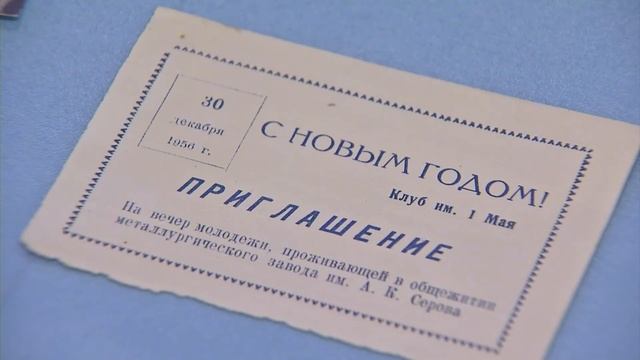 30
декабря
1956 г.
С НОВЫМ ГОДОМ!
Клуб им. 1 Мая
ПРИГЛАШЕНИЕ
На вечер молодежи, проживающей в общежитии
металлургического завода им. А. К. Серова